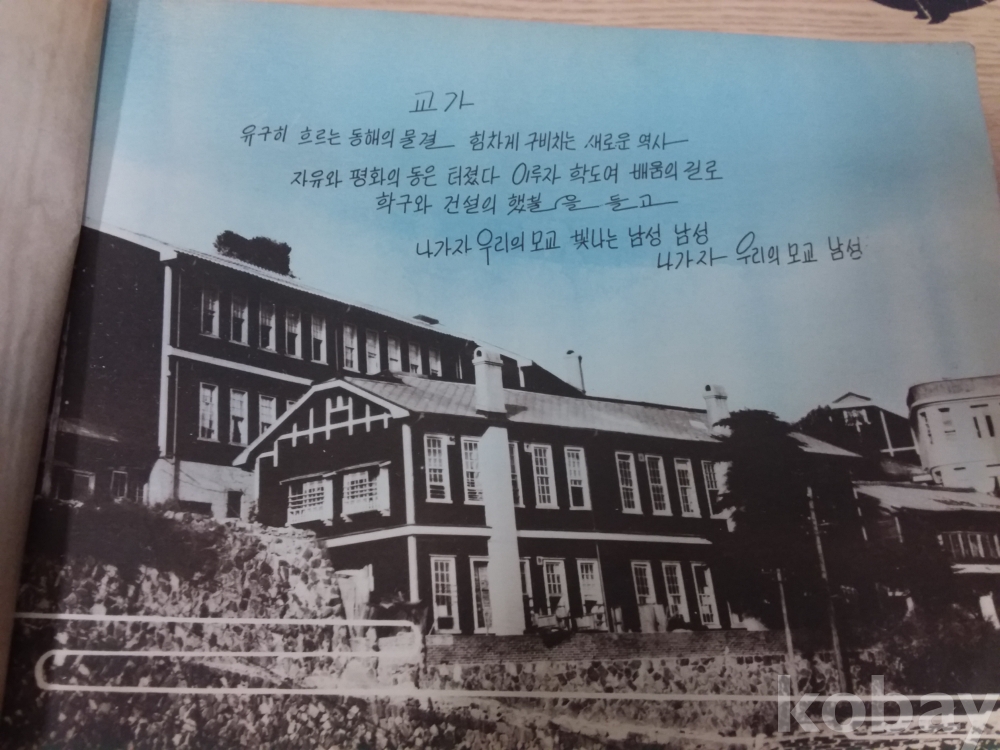 교가
유구히 흐르는 동해의 물결 힘차게 구비치는 새로운 역사
자유와 평화의 동은 터졌다 이루자 학도여 배움의 길로
학구와 건설의 햇불을 들고
나가자 우리의 모교 빛나는 남성 남성
나가자 우리의 모교 남성
kobay